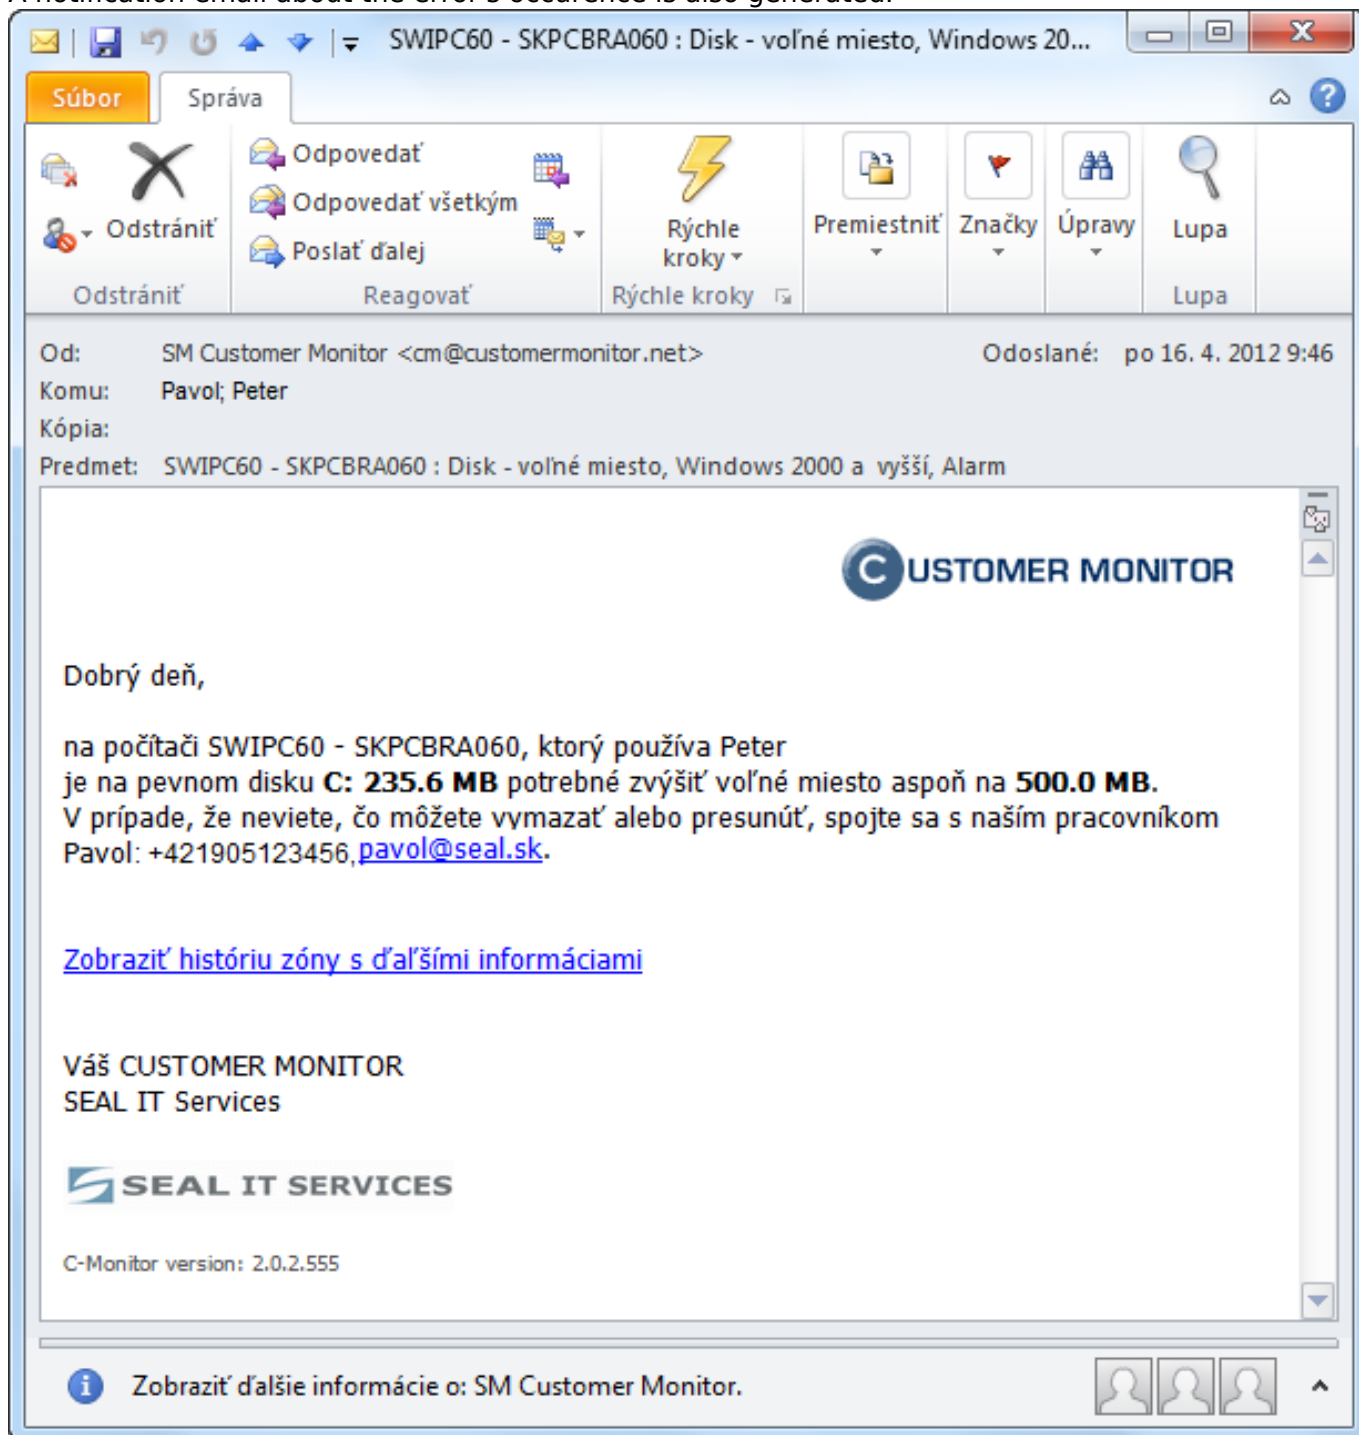 A notification email about the error's occurence is also generated.
SWIPC60 - SKPCBRA060 : Disk - voľné miesto, Windows 20...
Súbor Správa
Odstrániť
Odpovedať
Odpovedať všetkým
Poslať ďalej
Rýchle kroky
Premiestniť
Značky
Úpravy
Lupa
Odstrániť Reagovať Rýchle kroky Lupa
Od: SM Customer Monitor <cm@customermonitor.net> Odoslané: po 16. 4. 2012 9:46
Komu: Pavol; Peter
Kópia:
Predmet: SWIPC60 - SKPCBRA060 : Disk - voľné miesto, Windows 2000 a vyšší, Alarm
CUSTOMER MONITOR
Dobrý deň,
na počítači SWIPC60 - SKPCBRA060, ktorý používa Peter
je na pevnom disku C: 235.6 MB potrebné zvýšiť voľné miesto aspoň na 500.0 MB.
V prípade, že neviete, čo môžete vymazať alebo presunúť, spojte sa s naším pracovníkom
Pavol: +421905123456, pavol@seal.sk.
Zobraziť históriu zóny s ďaľšími informáciami
Váš CUSTOMER MONITOR
SEAL IT Services
SEAL IT SERVICES
C-Monitor version: 2.0.2.555
Zobraziť ďalšie informácie o: SM Customer Monitor.